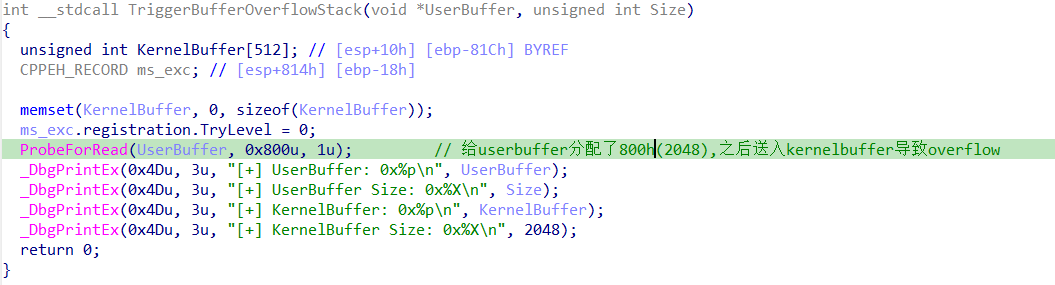 int __stdcall TriggerBufferOverflowStack(void *UserBuffer, unsigned int Size)
{
  unsigned int KernelBuffer[512]; // [esp+10h] [ebp-81Ch] BYREF
  CPPEH_RECORD ms_exc; // [esp+814h] [ebp-18h]

  memset(KernelBuffer, 0, sizeof(KernelBuffer));
  ms_exc.registration.TryLevel = 0;
  ProbeForRead(UserBuffer, 0x800u, 1u);        // 给userbuffer分配了800h(2048),之后送入kernelbuffer导致overflow
  _DbgPrintEx(0x4Du, 3u, "[+] UserBuffer: 0x%p\n", UserBuffer);
  _DbgPrintEx(0x4Du, 3u, "[+] UserBuffer Size: 0x%X\n", Size);
  _DbgPrintEx(0x4Du, 3u, "[+] KernelBuffer: 0x%p\n", KernelBuffer);
  _DbgPrintEx(0x4Du, 3u, "[+] KernelBuffer Size: 0x%X\n", 2048);
  return 0;
}